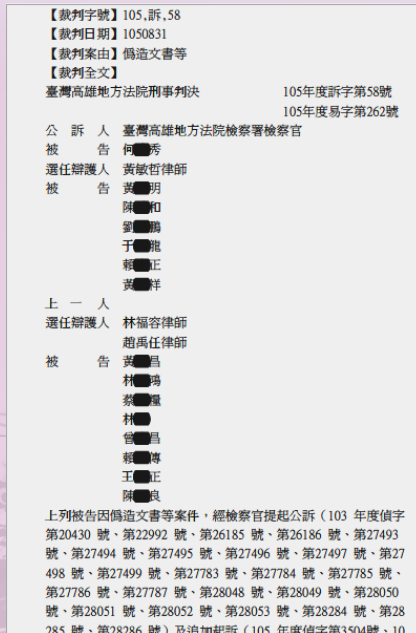 【裁判字號】105,訴,58
【裁判日期】1050831
【裁判案由】偽造文書等
【裁判全文】
臺灣高雄地方法院刑事判決 105年度訴字第58號
105年度易字第262號
公 訴 人 臺灣高雄地方法院檢察署檢察官
被 告 何 秀
選任辯護人 黃敏哲律師
被 告 黃 明
陳 和
劉 鵬
于 龍
賴 正
黃 祥
上 一 人
選任辯護人 林福容律師
趙禹任律師
被 告 黃 昌
林 鴻
蔡 糧
林
曾 昌
賴 傳
王 正
陳 良
上列被告因偽造文書等案件,經檢察官提起公訴(103 年度偵字
第20430 號、第22992 號、第26185 號、第26186 號、第27493
號、第27494 號、第27495 號、第27496 號、第27497 號、第27
498 號、第27499 號、第27783 號、第27784 號、第27785 號、
第27786 號、第27787 號、第28048 號、第28049 號、第28050
號、第28051 號、第28052 號、第28053 號、第28284 號、第28
285 號、第28286 號)及追加起訴(105 年度偵字第3504號、10